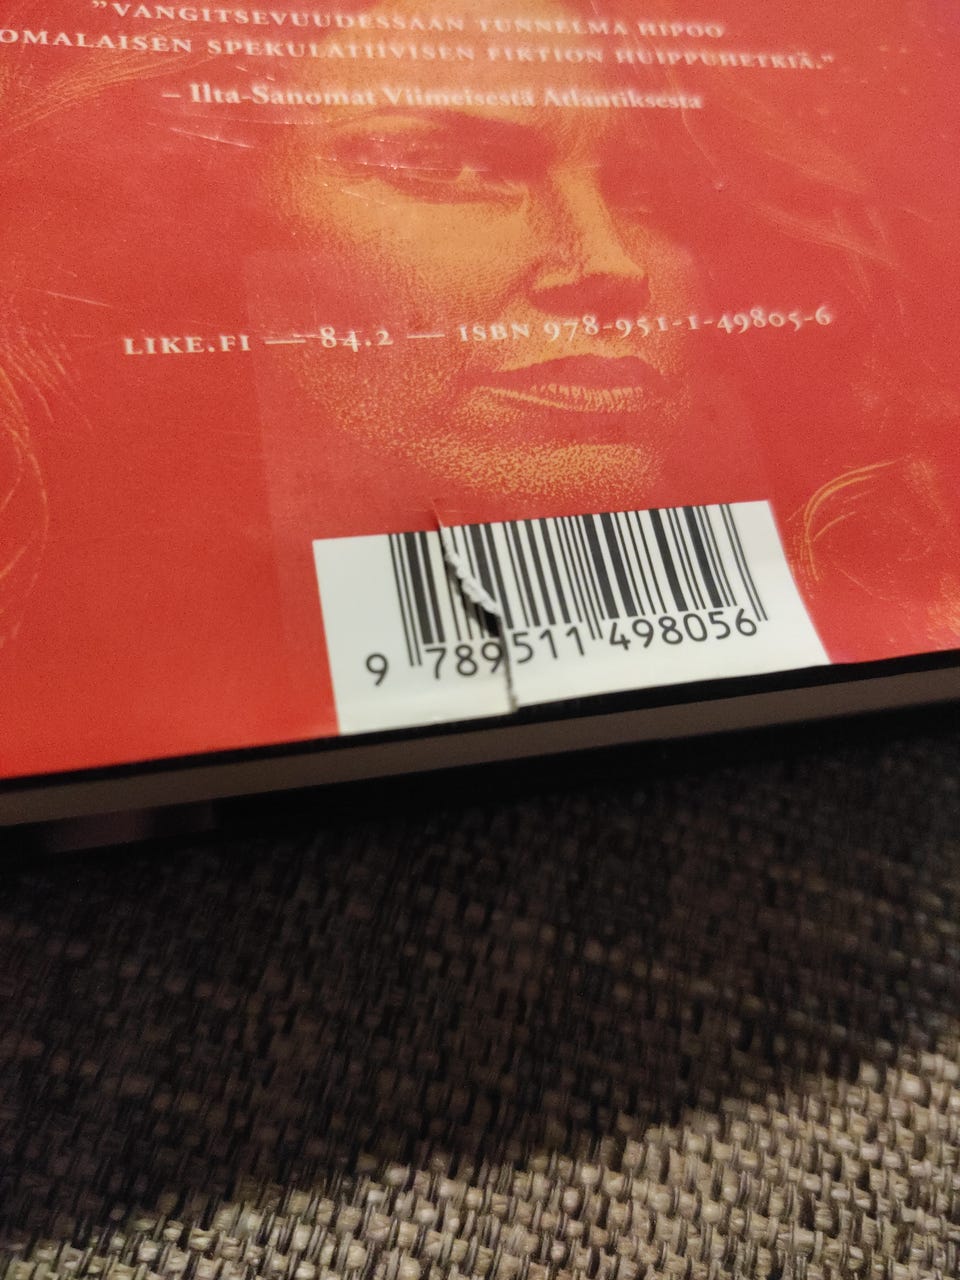 ”VANGITSEVUUDESSAAN TUNNELMA HIPOO
OMALAISEN SPEKULATIIVISEN FIKTION HUIPPUHETKIÄ.”
– Ilta-Sanomat Viimeisestä Atlantiksesta
LIKE.FI — 84.2 — ISBN 978-951-1-49805-6
9 789511 498056